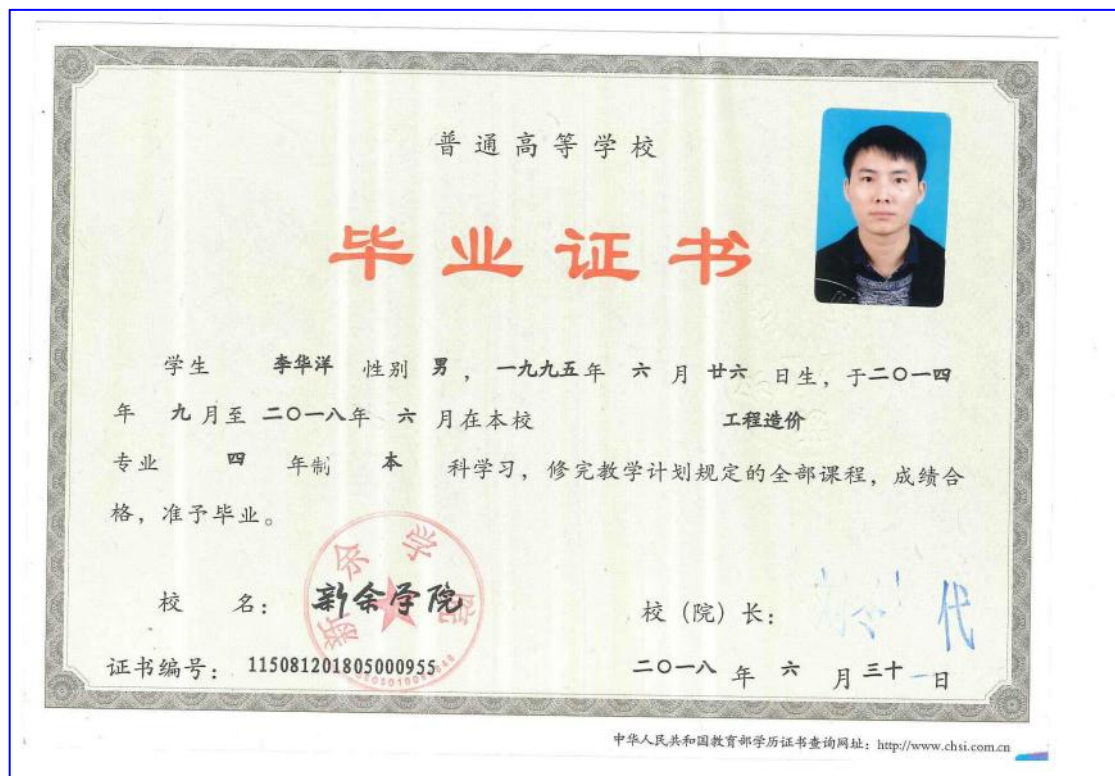 普通高等学校
毕业证书
学生 李华洋 性别 男，一九九五年 六 月 廿六 日生，于二〇一四
年 九 月至 二〇一八年 六 月在本校 工程造价
专业 四 年制 本 科学习，修完教学计划规定的全部课程，成绩合
格，准予毕业。
新余学院
校 名： 新余学院 校（院）长： 代
证书编号： 115081201805000955 二〇一八 年 六 月 三十 日
中华人民共和国教育部学历证书查询网址：http://www.chsi.com.cn